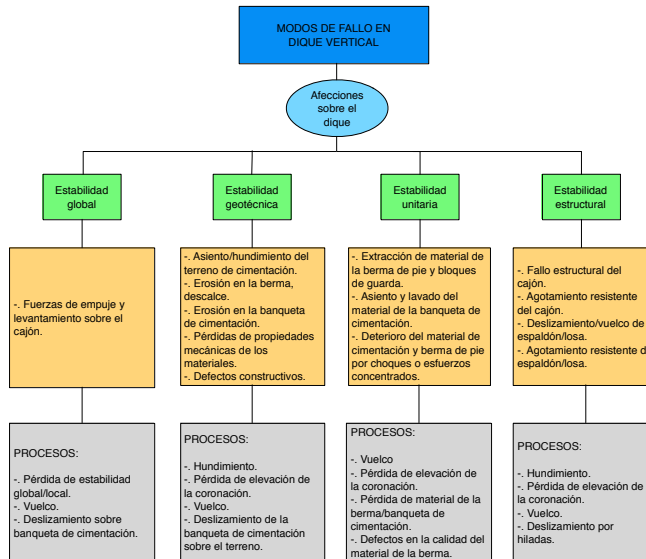 MODOS DE FALLO EN
DIQUE VERTICAL
Afecciones
sobre el
dique
Estabilidad
global
Estabilidad
geotécnica
Estabilidad
unitaria
Estabilidad
estructural
-. Fuerzas de empuje y
levantamiento sobre el
cajón.
-. Asiento/hundimiento del
terreno de cimentación.
-. Erosión en la berma,
descalce.
-. Erosión en la banqueta
de cimentación.
-. Pérdidas de propiedades
mecánicas de los
materiales.
-. Defectos constructivos.
-. Extracción de material de
la berma de pie y bloques
de guarda.
-. Asiento y lavado del
material de la banqueta de
cimentación.
-. Deterioro del material de
cimentación y berma de pie
por choques o esfuerzos
concentrados.
-. Fallo estructural del
cajón.
-. Agotamiento resistente
del cajón.
-. Deslizamiento/vuelco de
espaldón/losa.
-. Agotamiento resistente d
espaldón/losa.
PROCESOS:
-. Pérdida de estabilidad
global/local.
-. Vuelco.
-. Deslizamiento sobre
banqueta de cimentación.
PROCESOS:
-. Hundimiento.
-. Pérdida de elevación de
la coronación.
-. Vuelco.
-. Deslizamiento de la
banqueta de cimentación
sobre el terreno.
PROCESOS:
-. Vuelco
-. Pérdida de elevación de
la coronación.
-. Pérdida de material de la
berma/banqueta de
cimentación.
-. Defectos en la calidad del
material de la berma.
PROCESOS:
-. Hundimiento.
-. Pérdida de elevación de
la coronación.
-. Vuelco.
-. Deslizamiento por
hiladas.